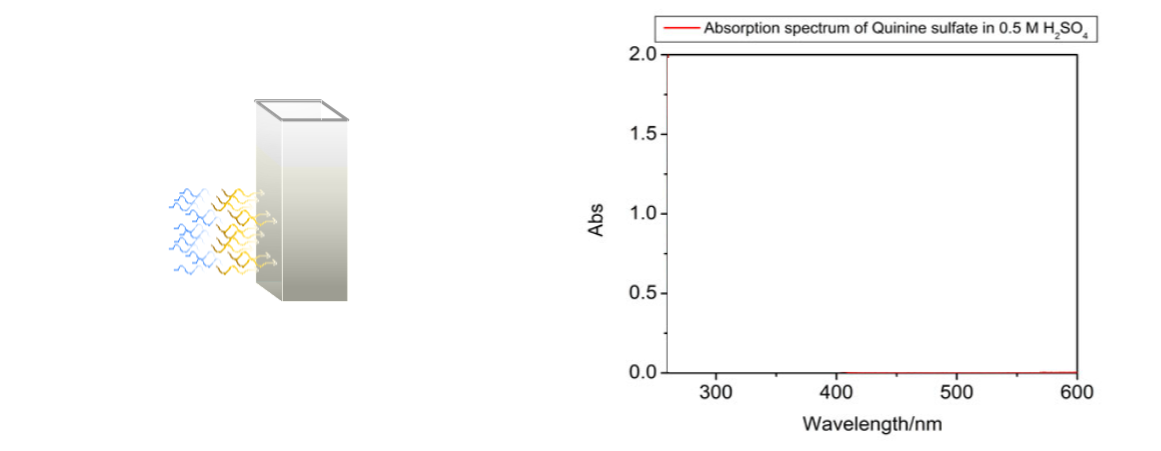 Absorption spectrum of Quinine sulfate in 0.5 M H₂SO₄
2.0
1.5
1.0
0.5
0.0
Abs
300 400 500 600
Wavelength/nm